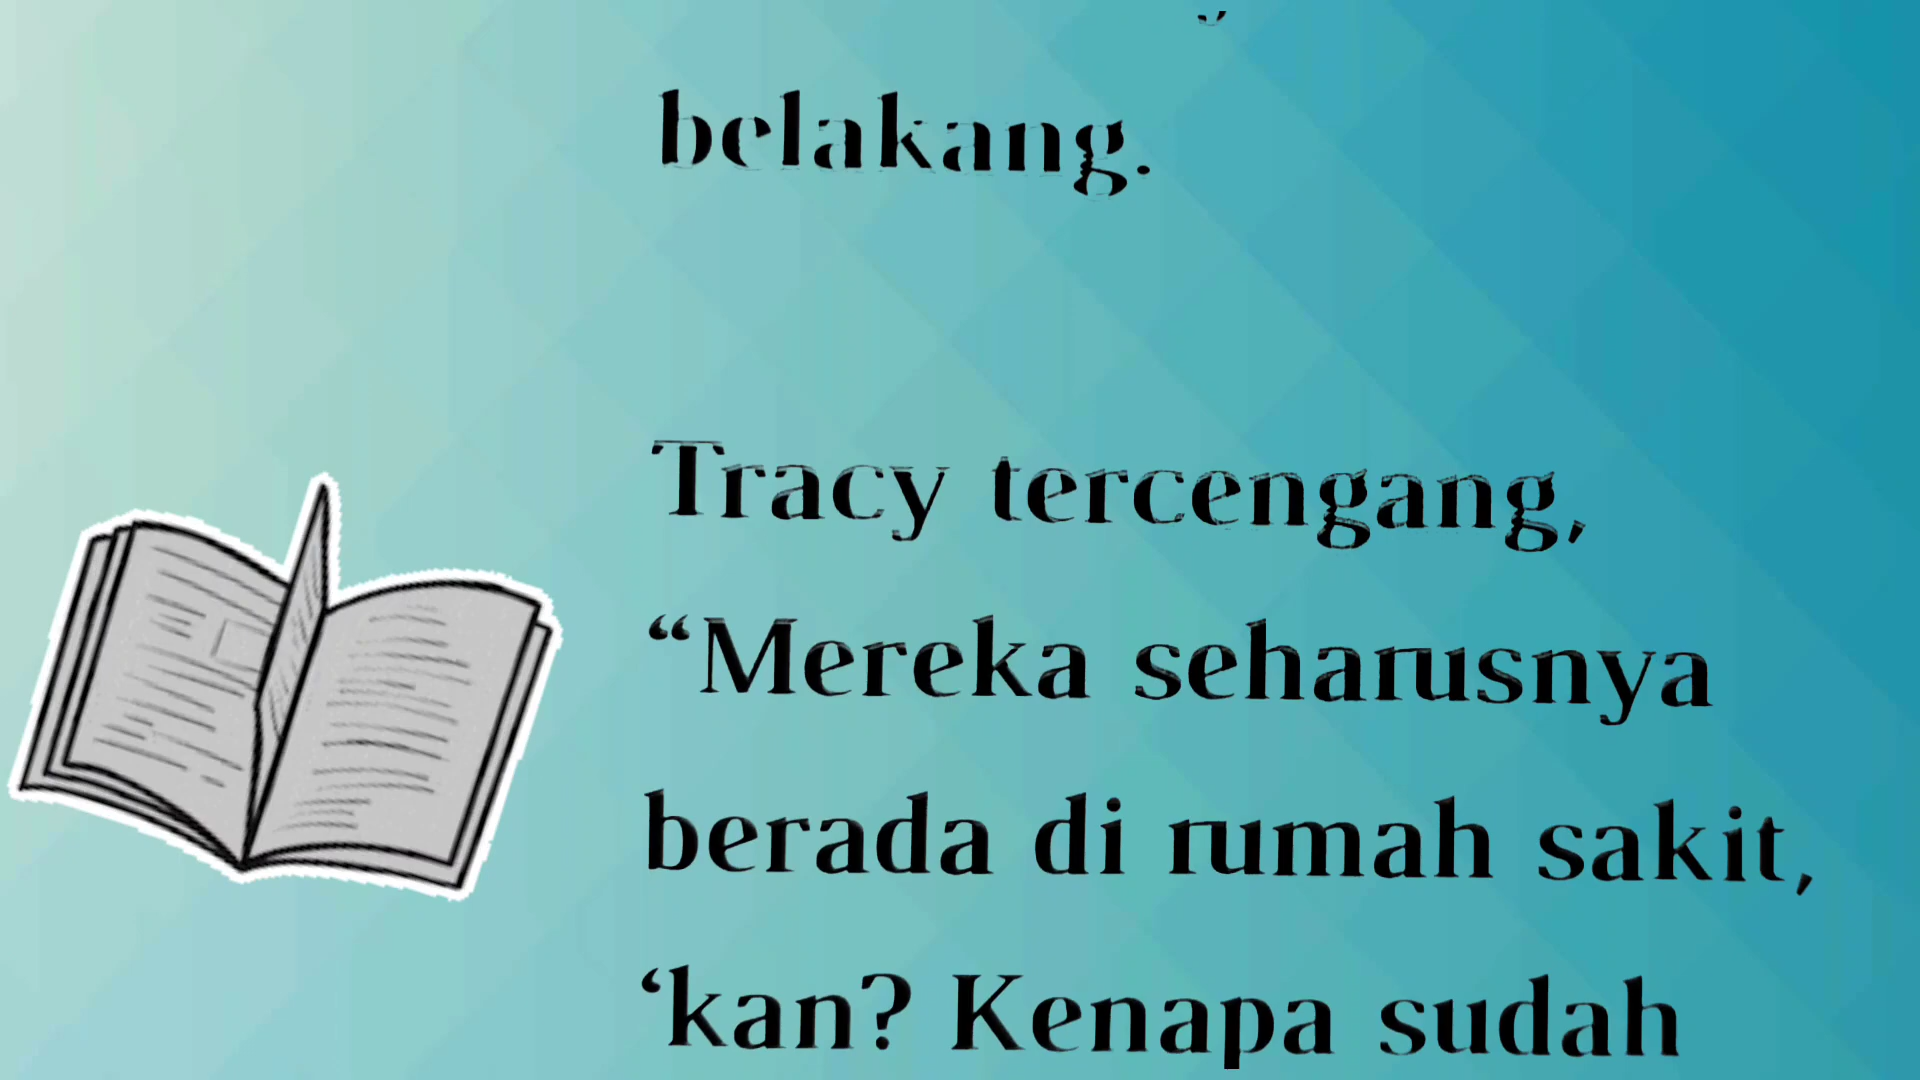 belakang.
Tracy tercengang,
“Mereka seharusnya
berada di rumah sakit,
‘kan? Kenapa sudah